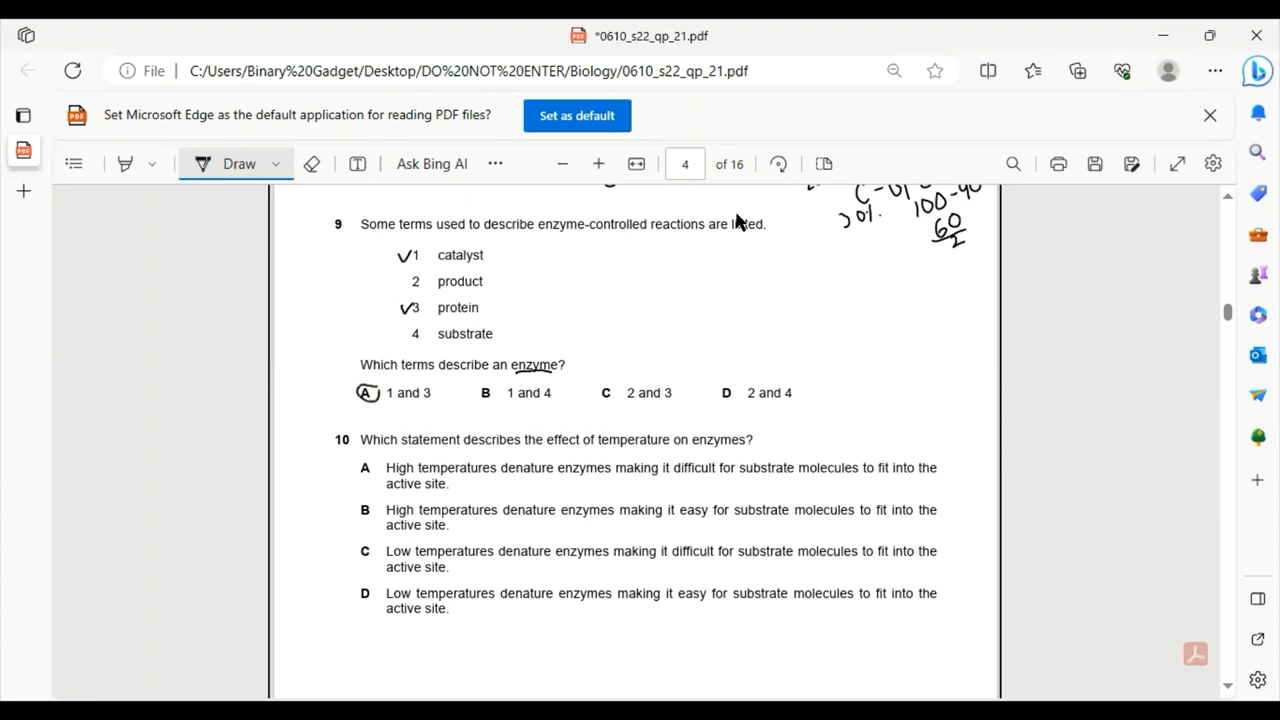 *0610_s22_qp_21.pdf
File C:/Users/Binary%20Gadget/Desktop/DO%20NOT%20ENTER/Biology/0610_s22_qp_21.pdf
Set Microsoft Edge as the default application for reading PDF files? Set as default
Draw Ask Bing AI 4 of 16
100-40
30%. 60
2
9 Some terms used to describe enzyme-controlled reactions are listed.
1 catalyst
2 product
3 protein
4 substrate
Which terms describe an enzyme?
A 1 and 3 B 1 and 4 C 2 and 3 D 2 and 4
10 Which statement describes the effect of temperature on enzymes?
A High temperatures denature enzymes making it difficult for substrate molecules to fit into the
active site.
B High temperatures denature enzymes making it easy for substrate molecules to fit into the
active site.
C Low temperatures denature enzymes making it difficult for substrate molecules to fit into the
active site.
D Low temperatures denature enzymes making it easy for substrate molecules to fit into the
active site.